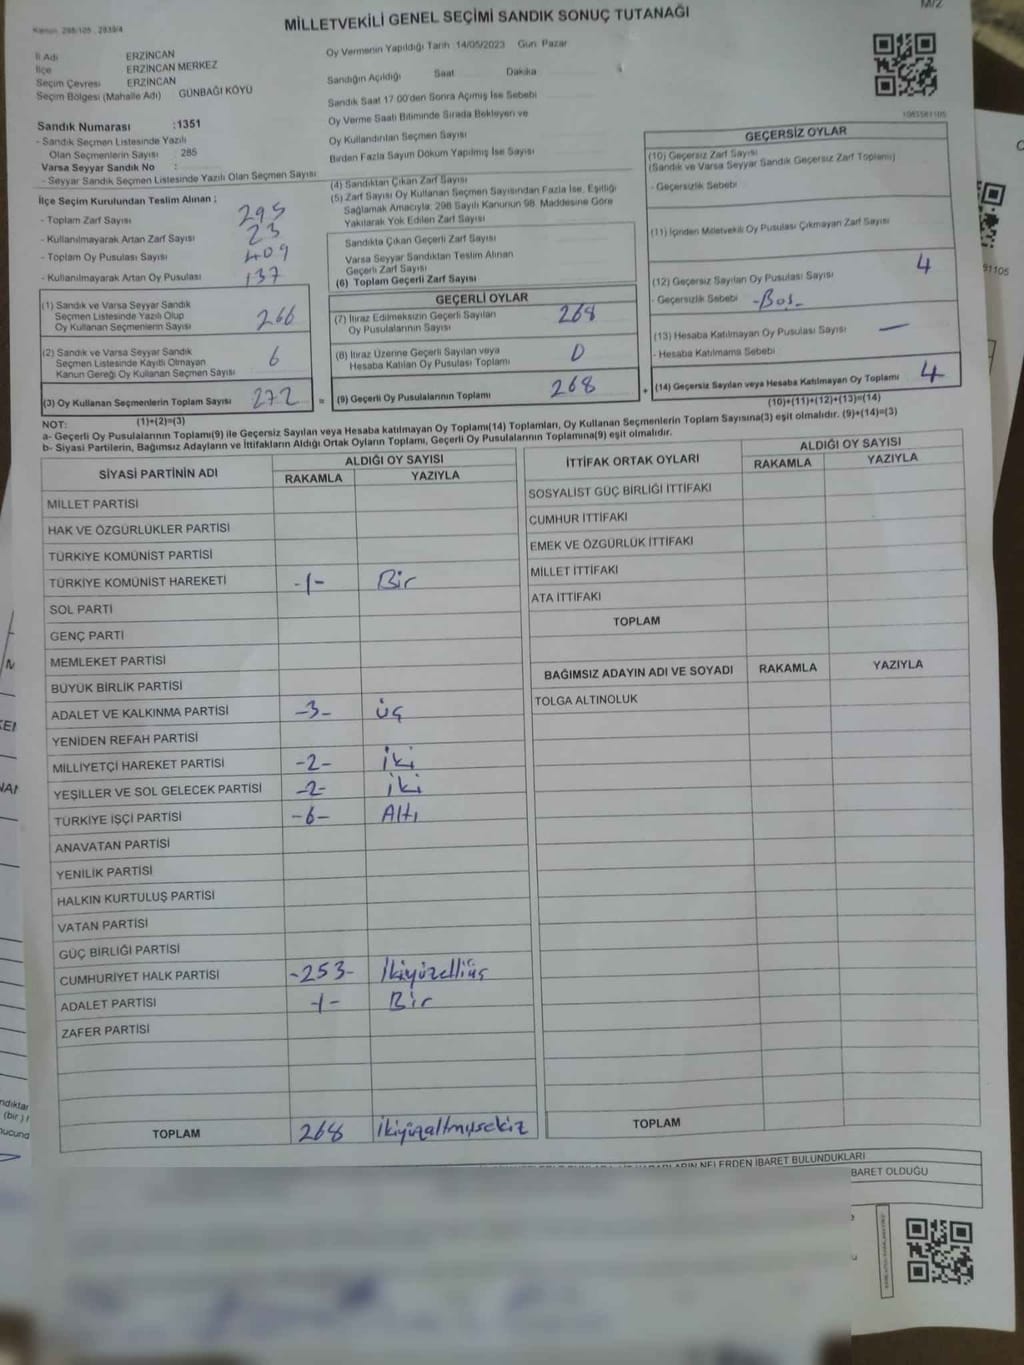 M/2
Kanun: 298/105 , 2839/4
MİLLETVEKİLİ GENEL SEÇİMİ SANDIK SONUÇ TUTANAĞI
İl Adı ERZİNCAN
İlçe ERZİNCAN MERKEZ
Seçim Çevresi ERZİNCAN
Seçim Bölgesi (Mahalle Adı) GÜNBAĞI KÖYÜ
Sandık Numarası :1351
- Sandık Seçmen Listesinde Yazılı
Olan Seçmenlerin Sayısı : 285
Varsa Seyyar Sandık No :
- Seyyar Sandık Seçmen Listesinde Yazılı Olan Seçmen Sayısı
Oy Vermenin Yapıldığı Tarih 14/05/2023 Gün: Pazar
Sandığın Açıldığı Saat Dakika
Sandık Saat 17:00'den Sonra Açılmış İse Sebebi
Oy Verme Saati Bitiminde Sırada Bekleyen ve
Oy Kullandırılan Seçmen Sayısı
Birden Fazla Sayım Döküm Yapılmış İse Sayısı
İlçe Seçim Kurulundan Teslim Alınan ;
- Toplam Zarf Sayısı 295
- Kullanılmayarak Artan Zarf Sayısı 23
- Toplam Oy Pusulası Sayısı 409
- Kullanılmayarak Artan Oy Pusulası 137
(1) Sandık ve Varsa Seyyar Sandık
Seçmen Listesinde Yazılı Olup
Oy Kullanan Seçmenlerin Sayısı 266
(2) Sandık ve Varsa Seyyar Sandık
Seçmen Listesinde Kayıtlı Olmayan
Kanun Gereği Oy Kullanan Seçmen Sayısı 6
(3) Oy Kullanan Seçmenlerin Toplam Sayısı 272 =
(1)+(2)=(3)
(4) Sandıktan Çıkan Zarf Sayısı
(5) Zarf Sayısı Oy Kullanan Seçmen Sayısından Fazla İse, Eşitliği
Sağlamak Amacıyla; 298 Sayılı Kanunun 98. Maddesine Göre
Yakılarak Yok Edilen Zarf Sayısı
Sandıkta Çıkan Geçerli Zarf Sayısı
Varsa Seyyar Sandıktan Teslim Alınan
Geçerli Zarf Sayısı
(6) Toplam Geçerli Zarf Sayısı
GEÇERLİ OYLAR
(7) İtiraz Edilmeksizin Geçerli Sayılan
Oy Pusulalarının Sayısı 268
(8) İtiraz Üzerine Geçerli Sayılan veya
Hesaba Katılan Oy Pusulası Toplamı 0
(9) Geçerli Oy Pusulalarının Toplamı 268 +
1085581105
GEÇERSİZ OYLAR
(10) Geçersiz Zarf Sayısı
(Sandık ve Varsa Seyyar Sandık Geçersiz Zarf Toplamı)
- Geçersizlik Sebebi
(11) İçinden Milletvekili Oy Pusulası Çıkmayan Zarf Sayısı
(12) Geçersiz Sayılan Oy Pusulası Sayısı 4
- Geçersizlik Sebebi -Boş-
(13) Hesaba Katılmayan Oy Pusulası Sayısı —
- Hesaba Katılmama Sebebi
(14) Geçersiz Sayılan veya Hesaba Katılmayan Oy Toplamı 4
(10)+(11)+(12)+(13)=(14)
NOT:
a- Geçerli Oy Pusulalarının Toplamı(9) ile Geçersiz Sayılan veya Hesaba katılmayan Oy Toplamı(14) Toplamları, Oy Kullanan Seçmenlerin Toplam Sayısına(3) eşit olmalıdır. (9)+(14)=(3)
b- Siyasi Partilerin, Bağımsız Adayların ve İttifakların Aldığı Ortak Oyların Toplamı, Geçerli Oy Pusulalarının Toplamına(9) eşit olmalıdır.
SİYASİ PARTİNİN ADI ALDIĞI OY SAYISI
RAKAMLA YAZIYLA
MİLLET PARTİSİ
HAK VE ÖZGÜRLÜKLER PARTİSİ
TÜRKİYE KOMÜNİST PARTİSİ
TÜRKİYE KOMÜNİST HAREKETİ -1- Bir
SOL PARTİ
GENÇ PARTİ
MEMLEKET PARTİSİ
BÜYÜK BİRLİK PARTİSİ
ADALET VE KALKINMA PARTİSİ -3- üç
YENİDEN REFAH PARTİSİ
MİLLİYETÇİ HAREKET PARTİSİ -2- iki
YEŞİLLER VE SOL GELECEK PARTİSİ -2- iki
TÜRKİYE İŞÇİ PARTİSİ -6- Altı
ANAVATAN PARTİSİ
YENİLİK PARTİSİ
HALKIN KURTULUŞ PARTİSİ
VATAN PARTİSİ
GÜÇ BİRLİĞİ PARTİSİ
CUMHURİYET HALK PARTİSİ -253- İkiyüzelliüç
ADALET PARTİSİ -1- Bir
ZAFER PARTİSİ
TOPLAM 268 ikiyüzaltmışsekiz
İTTİFAK ORTAK OYLARI ALDIĞI OY SAYISI
RAKAMLA YAZIYLA
SOSYALİST GÜÇ BİRLİĞİ İTTİFAKI
CUMHUR İTTİFAKI
EMEK VE ÖZGÜRLÜK İTTİFAKI
MİLLET İTTİFAKI
ATA İTTİFAKI
TOPLAM
BAĞIMSIZ ADAYIN ADI VE SOYADI RAKAMLA YAZIYLA
TOLGA ALTINOLUK
TOPLAM
NELERDEN İBARET BULUNDUKLARI
BARET OLDUĞU